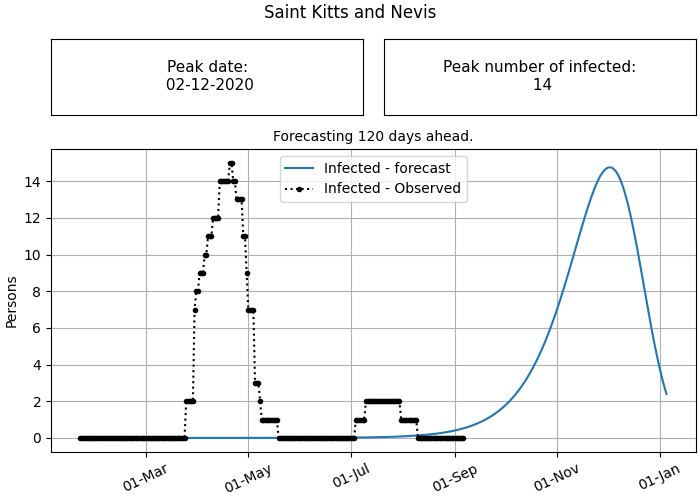 Saint Kitts and Nevis
Peak date:
02-12-2020
Peak number of infected:
14
Forecasting 120 days ahead.
Infected - forecast
Infected - Observed
Persons
14
12
10
8
6
4
2
0
01-Mar
01-May
01-Jul
01-Sep
01-Nov
01-Jan